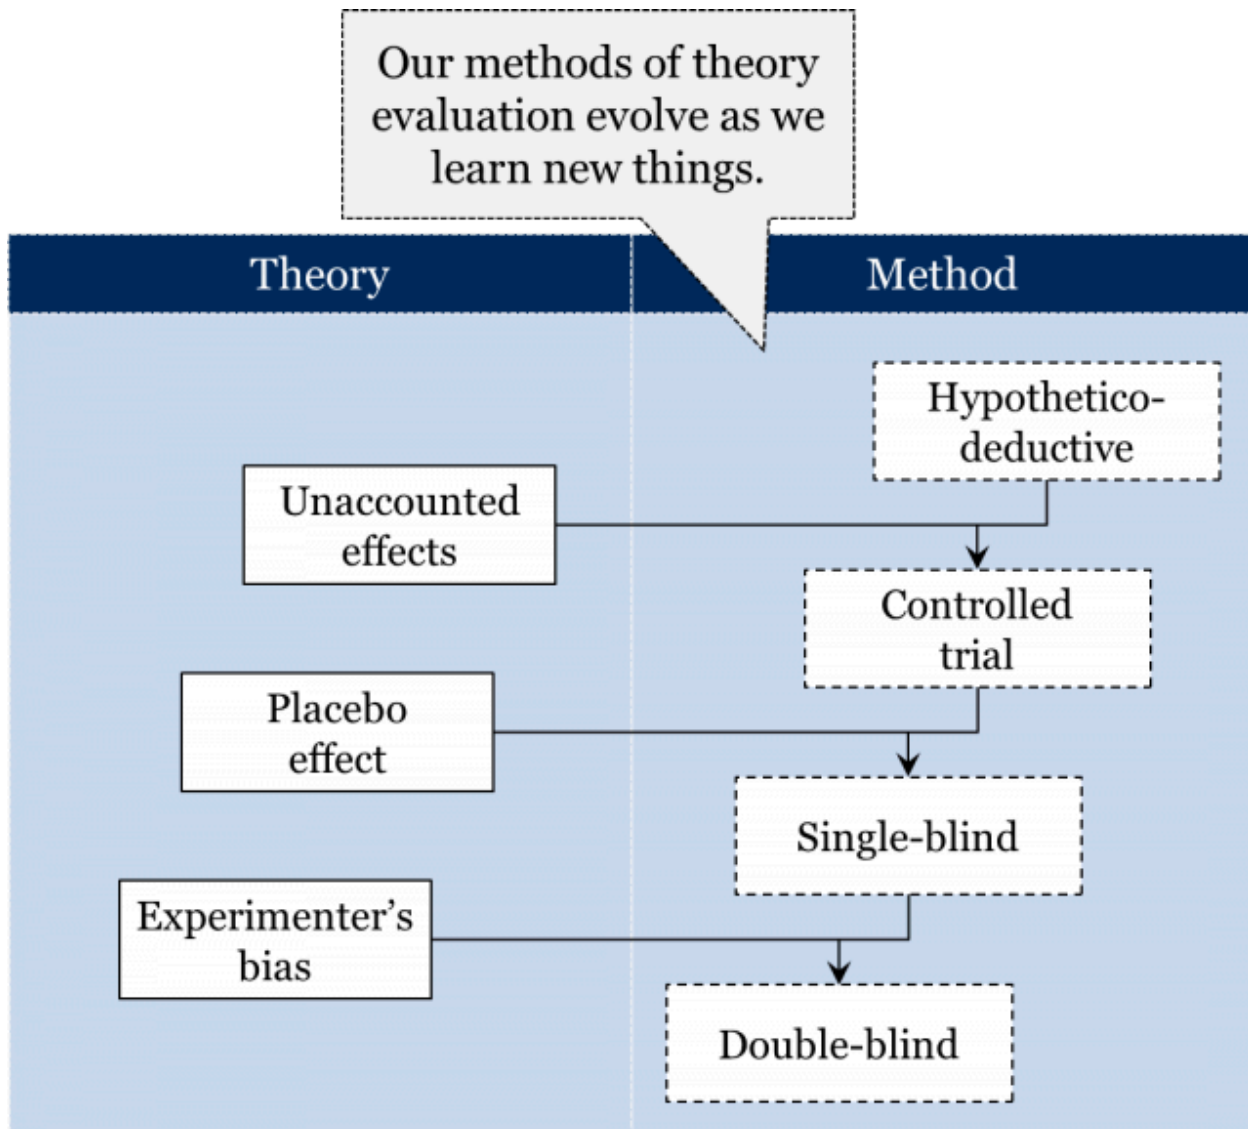 Our methods of theory
evaluation evolve as we
learn new things.
Theory
Method
Hypothetico-
deductive
Unaccounted
effects
Controlled
trial
Placebo
effect
Single-blind
Experimenter’s
bias
Double-blind